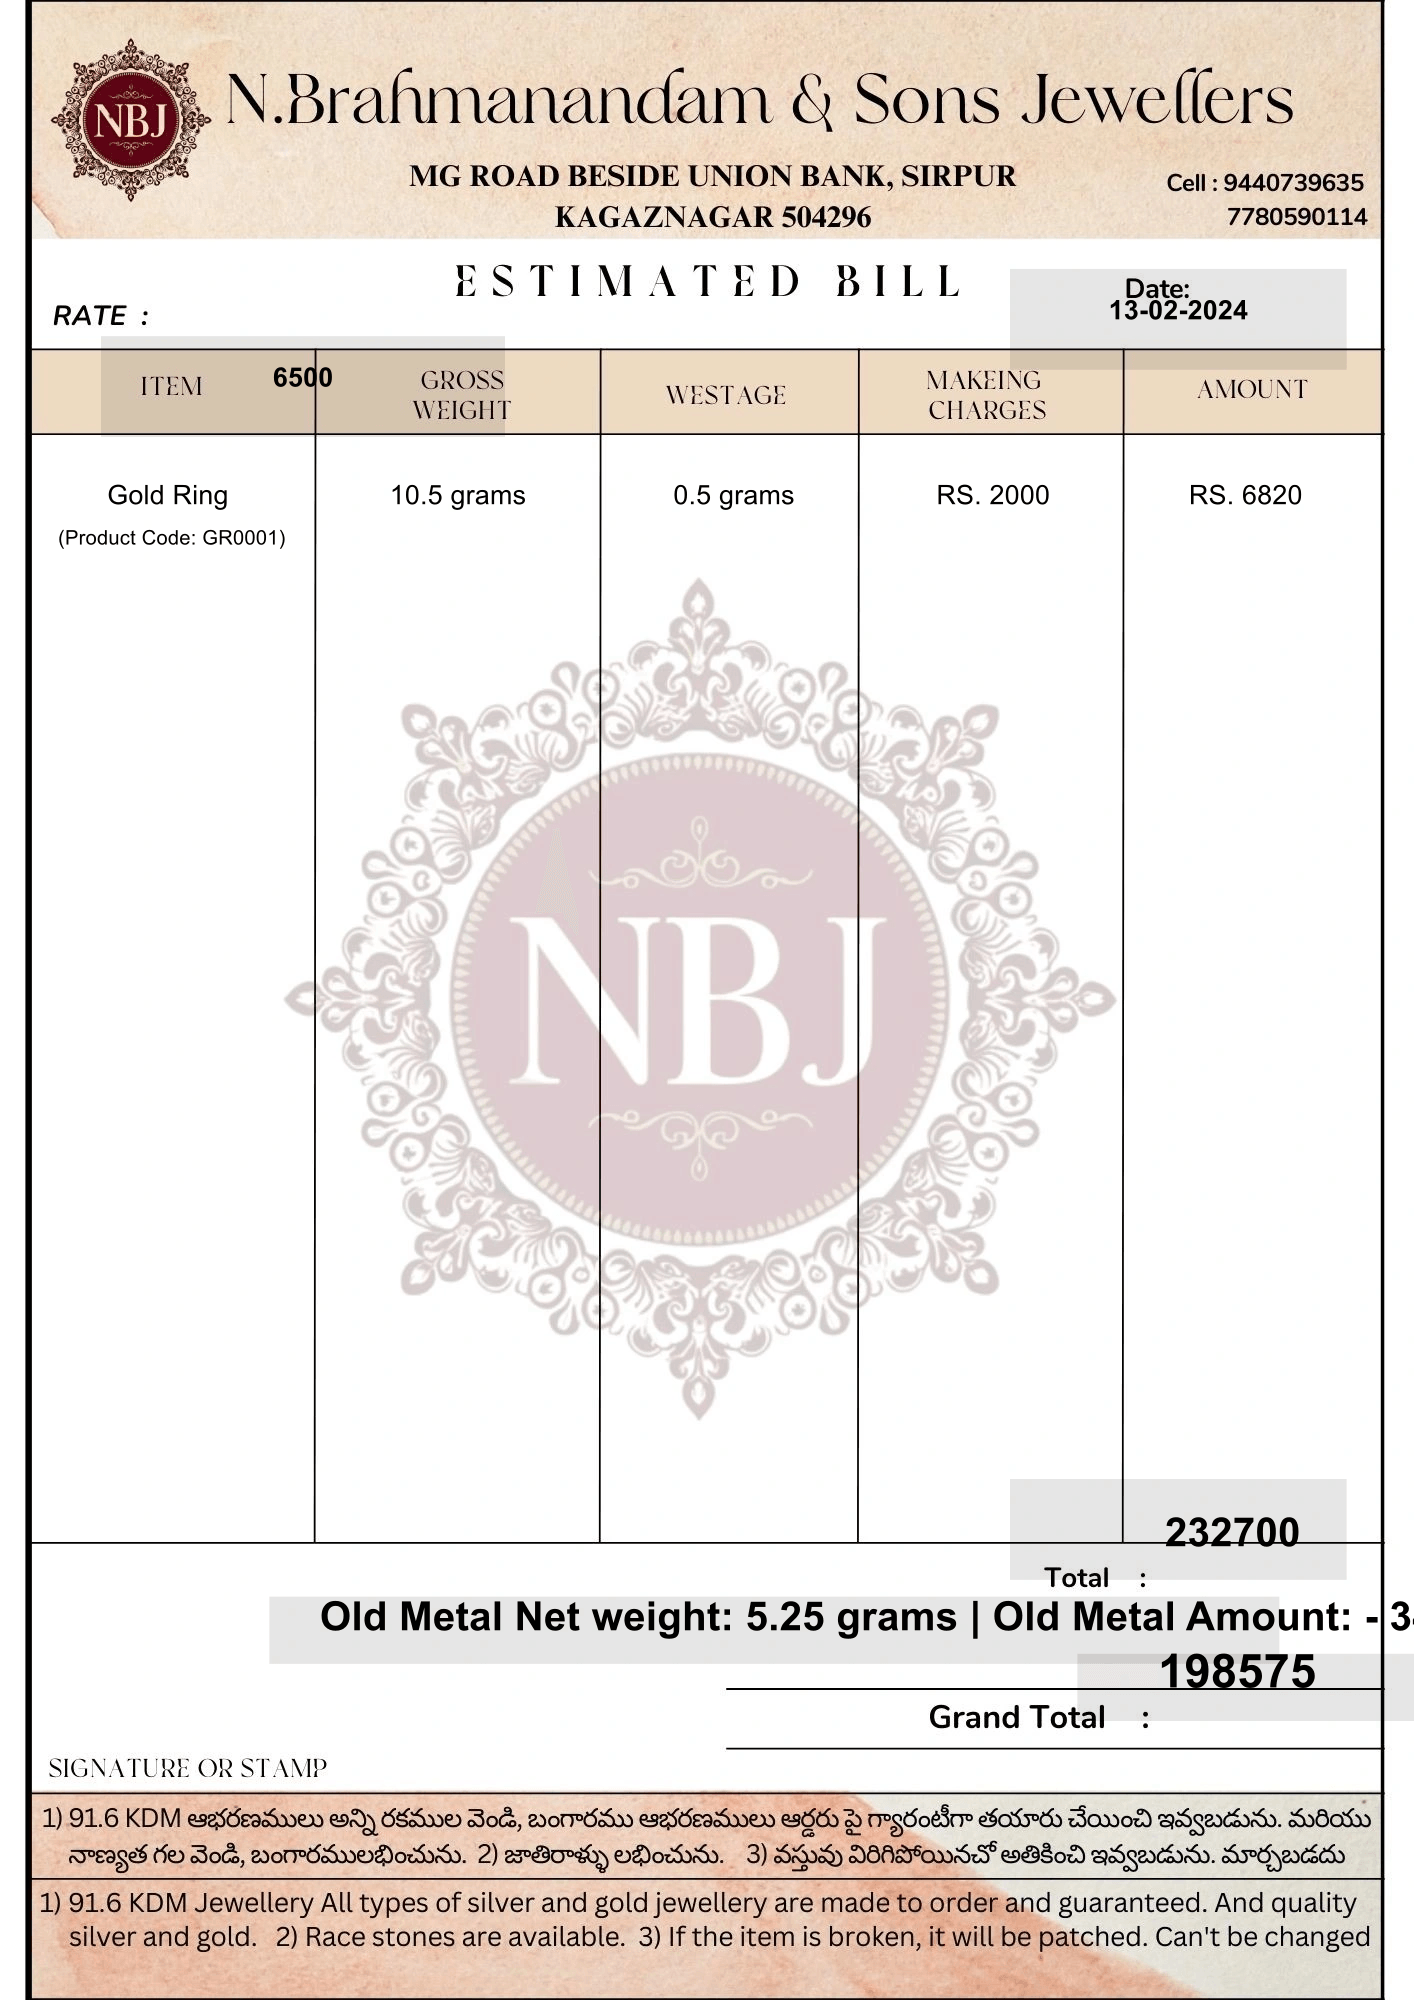 NBJ
N.Brahmanandam & Sons Jewellers
MG ROAD BESIDE UNION BANK, SIRPUR
KAGAZNAGAR 504296
Cell : 9440739635
7780590114
ESTIMATED BILL
Date:
13-02-2024
RATE :
6500
ITEM
GROSS
WEIGHT
WESTAGE
MAKEING
CHARGES
AMOUNT
Gold Ring
10.5 grams
0.5 grams
RS. 2000
RS. 6820
(Product Code: GR0001)
NBJ
232700
Total :
Old Metal Net weight: 5.25 grams | Old Metal Amount: - 3
198575
Grand Total :
SIGNATURE OR STAMP
1) 91.6 KDM ఆభరణములు అన్ని రకముల వెండి, బంగారము ఆభరణములు ఆర్డరు పై గ్యారంటీగా తయారు చేయించి ఇవ్వబడును. మరియు
నాణ్యత గల వెండి, బంగారములభించును. 2) జాతిరాళ్ళు లభించును. 3) వస్తువు విరిగిపోయినచో అతికించి ఇవ్వబడును. మార్చబడదు
1) 91.6 KDM Jewellery All types of silver and gold jewellery are made to order and guaranteed. And quality
silver and gold. 2) Race stones are available. 3) If the item is broken, it will be patched. Can't be changed